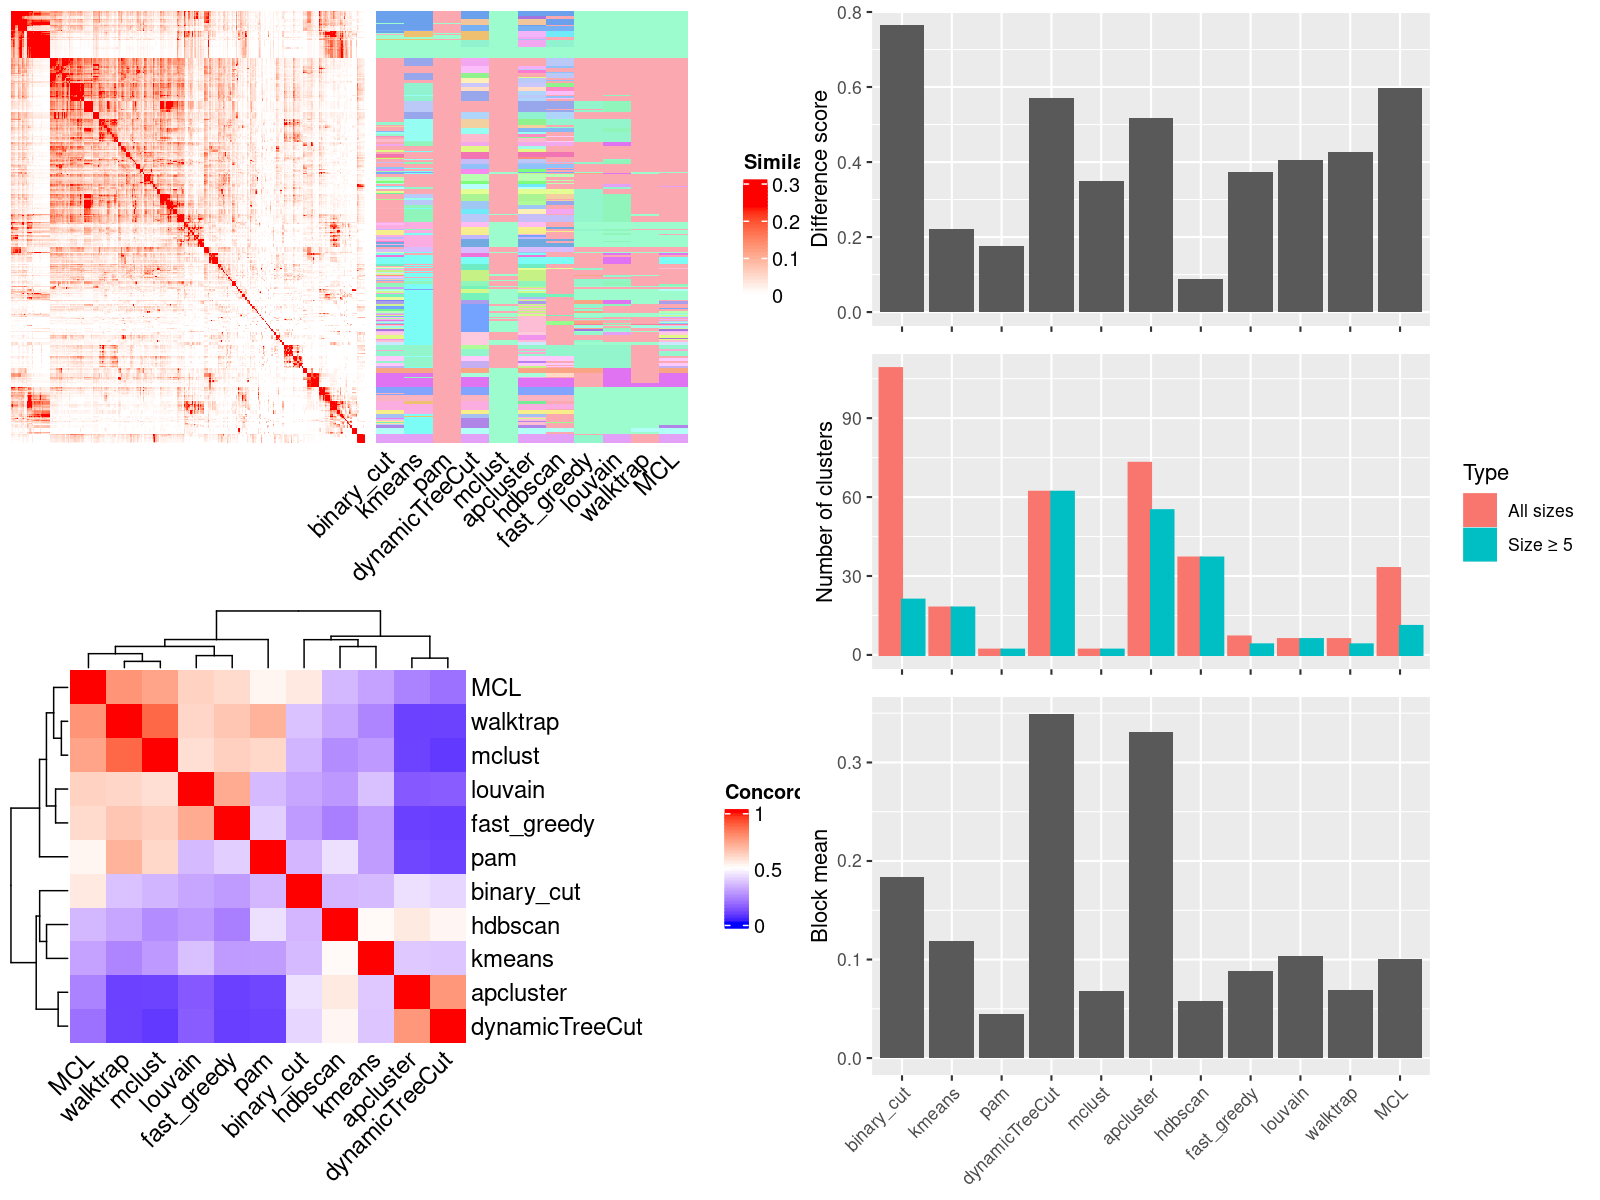 Simila
0.3
0.2
0.1
0
binary_cut
kmeans
pam
dynamicTreeCut
mclust
apcluster
hdbscan
fast_greedy
louvain
walktrap
MCL
MCL
walktrap
mclust
louvain
fast_greedy
pam
binary_cut
hdbscan
kmeans
apcluster
dynamicTreeCut
MCL
walktrap
mclust
louvain
fast_greedy
pam
binary_cut
hdbscan
kmeans
apcluster
dynamicTreeCut
Concord
1
0.5
0
Difference score
0.8
0.6
0.4
0.2
0.0
Number of clusters
90
60
30
0
Type
All sizes
Size ≥ 5
Block mean
0.3
0.2
0.1
0.0
binary_cut
kmeans
pam
dynamicTreeCut
mclust
apcluster
hdbscan
fast_greedy
louvain
walktrap
MCL